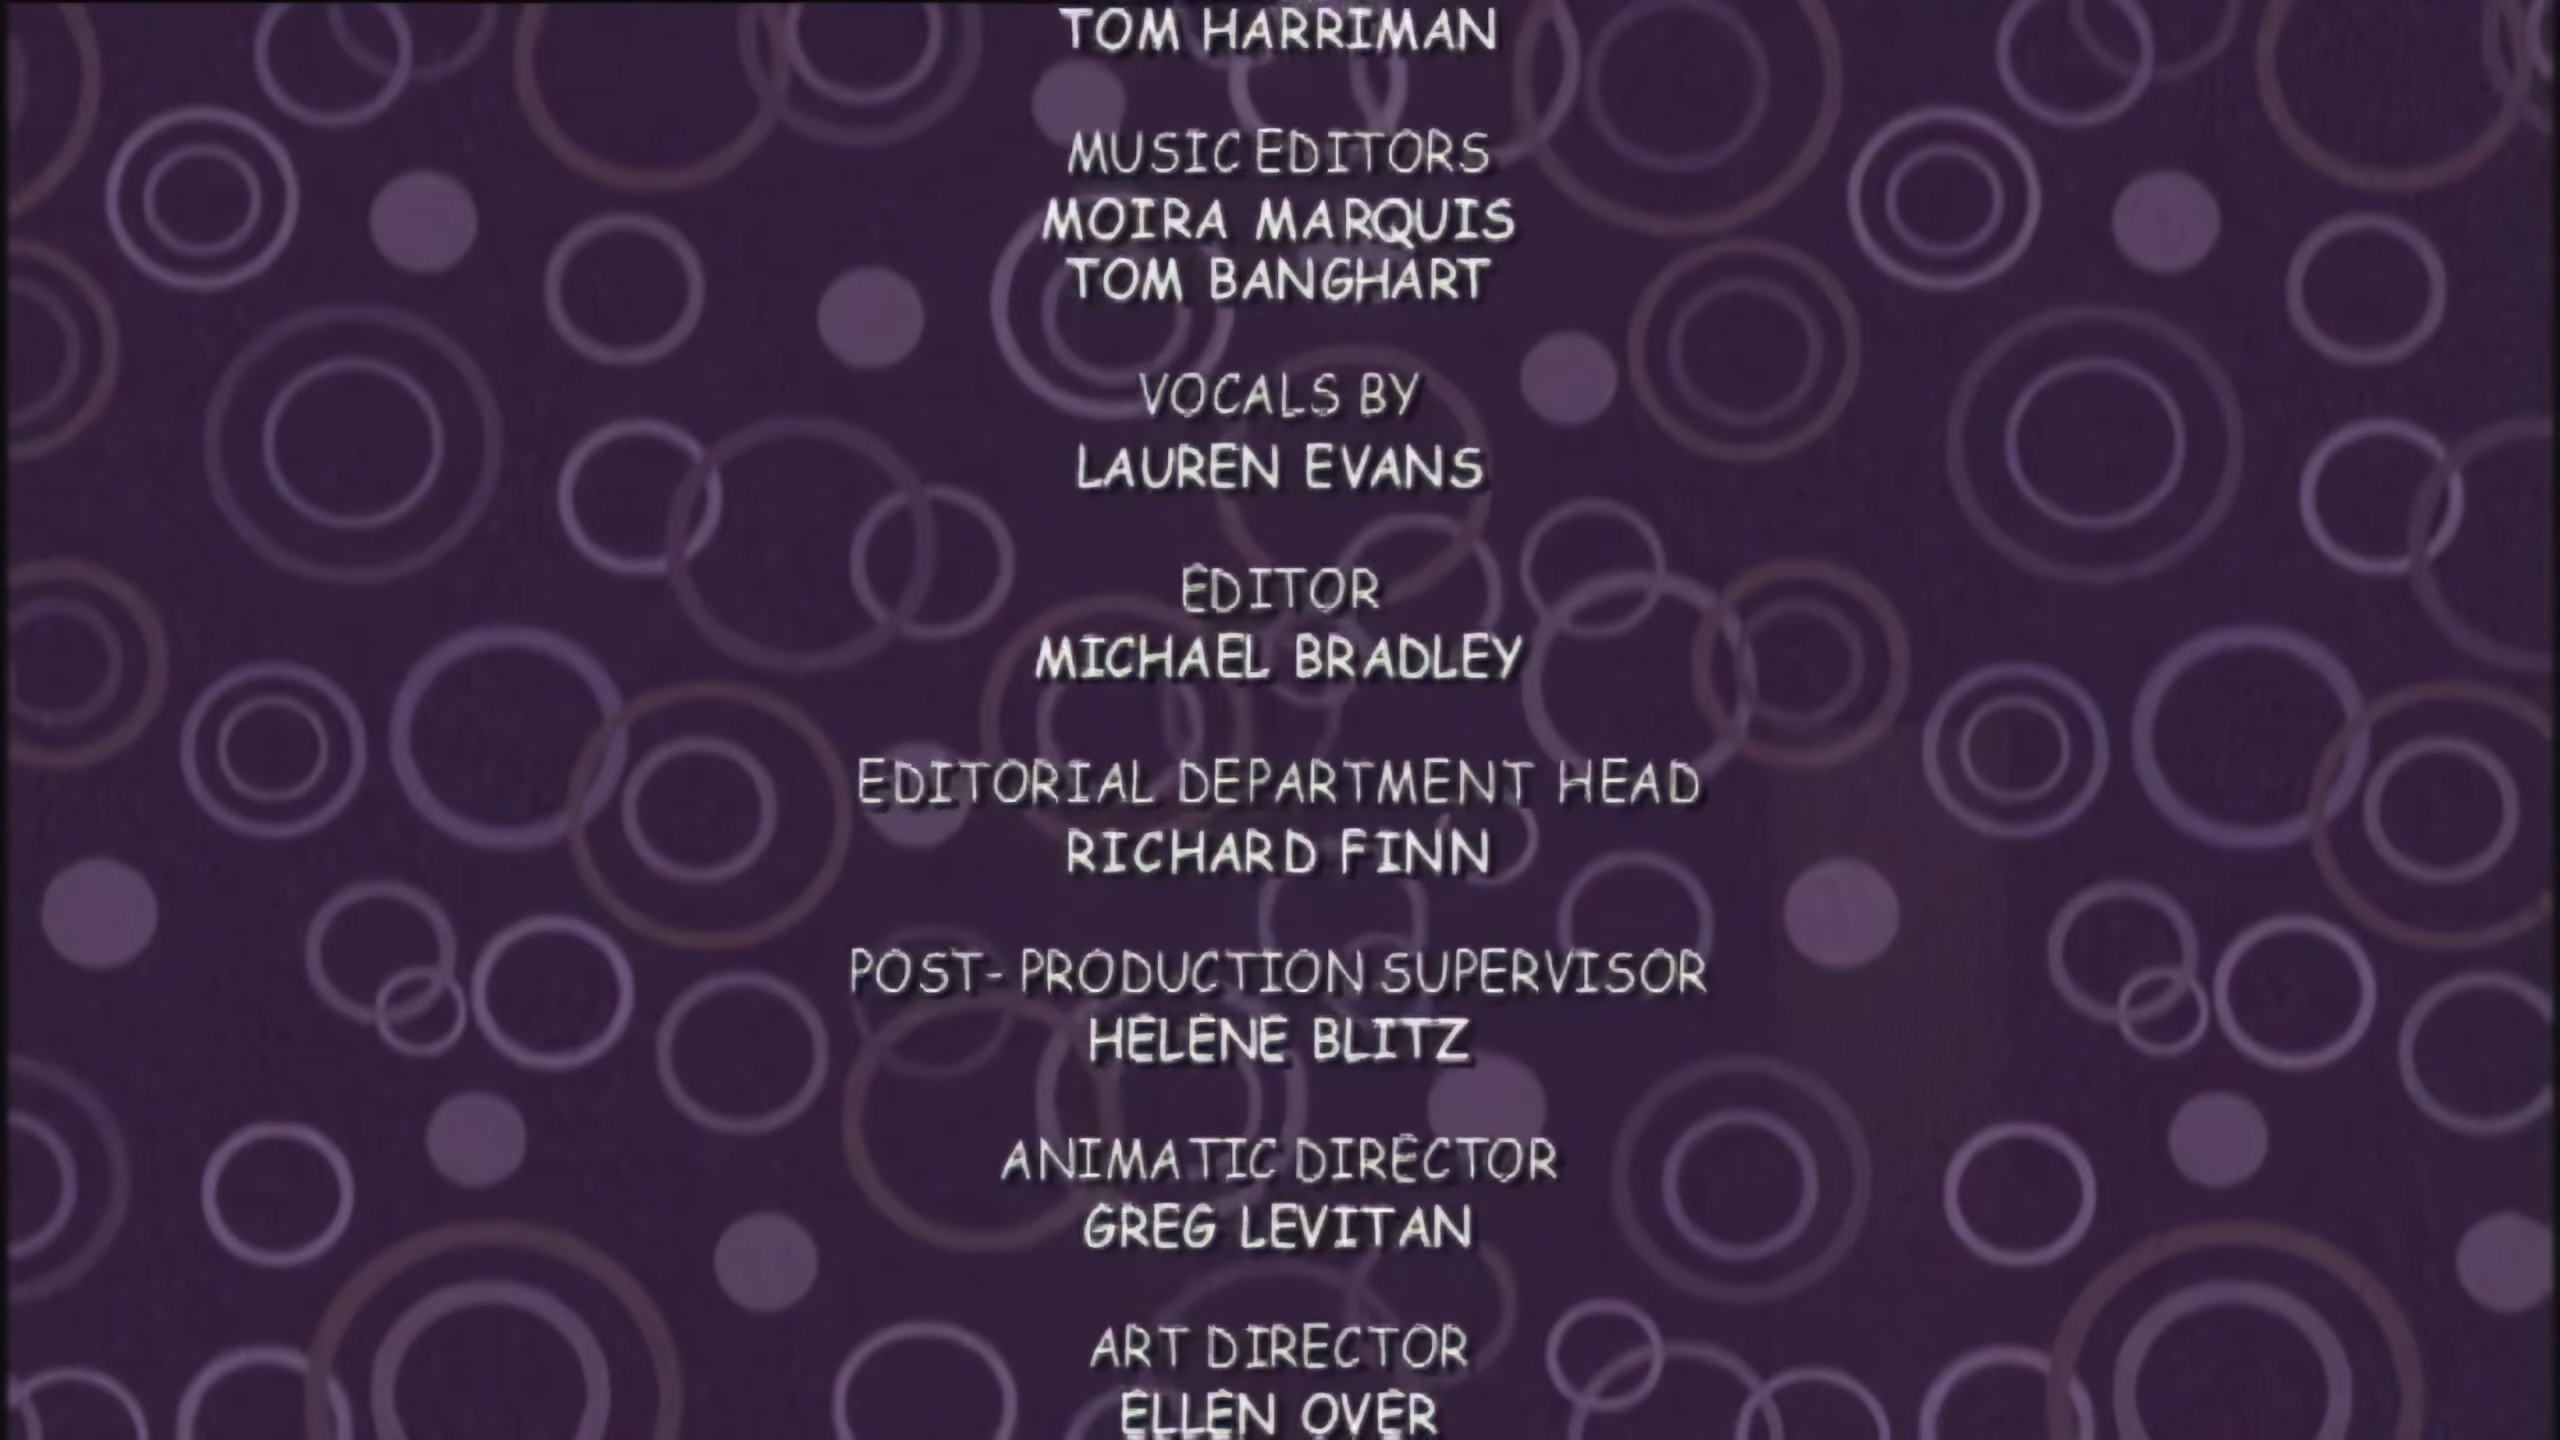 TOM HARRIMAN
MUSIC EDITORS
MOIRA MARQUIS
TOM BANGHART
VOCALS BY
LAUREN EVANS
EDITOR
MICHAEL BRADLEY
EDITORIAL DEPARTMENT HEAD
RICHARD FINN
POST-PRODUCTION SUPERVISOR
HELENE BLITZ
ANIMATIC DIRECTOR
GREG LEVITAN
ART DIRECTOR
ELLEN OVER